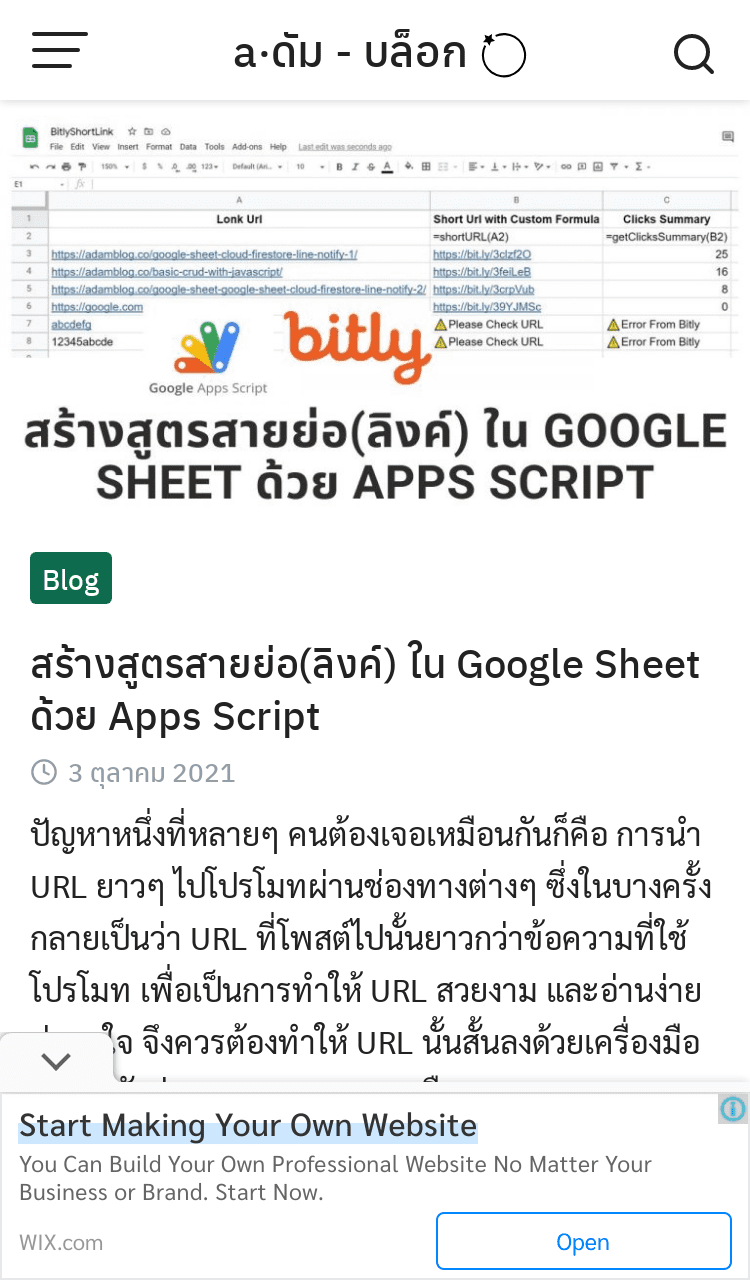 a·ดัม - บล็อก
BitlyShortLink
File Edit View Insert Format Data Tools Add-ons Help Last edit was seconds ago
150% $ % .0 .00 123 Default (Ari... 10 B I S A
E1 fx
A B C
1 Lonk Url Short Url with Custom Formula Clicks Summary
2 =shortURL(A2) =getClicksSummary(B2)
3 https://adamblog.co/google-sheet-cloud-firestore-line-notify-1/ https://bit.ly/3clzf2O 25
4 https://adamblog.co/basic-crud-with-javascript/ https://bit.ly/3feiLeB 16
5 https://adamblog.co/google-sheet-google-sheet-cloud-firestore-line-notify-2/ https://bit.ly/3crpVub 8
6 https://google.com https://bit.ly/39YJMSc 0
7 abcdefg Please Check URL Error From Bitly
8 12345abcde Please Check URL Error From Bitly
bitly
Google Apps Script
สร้างสูตรสายย่อ(ลิงค์) ใน GOOGLE
SHEET ด้วย APPS SCRIPT
Blog
สร้างสูตรสายย่อ(ลิงค์) ใน Google Sheet
ด้วย Apps Script
3 ตุลาคม 2021
ปัญหาหนึ่งที่หลายๆ คนต้องเจอเหมือนกันก็คือ การนำ
URL ยาวๆ ไปโปรโมทผ่านช่องทางต่างๆ ซึ่งในบางครั้ง
กลายเป็นว่า URL ที่โพสต์ไปนั้นยาวกว่าข้อความที่ใช้
โปรโมท เพื่อเป็นการทำให้ URL สวยงาม และอ่านง่าย
จึงควรต้องทำให้ URL นั้นสั้นลงด้วยเครื่องมือ
Start Making Your Own Website
You Can Build Your Own Professional Website No Matter Your
Business or Brand. Start Now.
WIX.com
Open